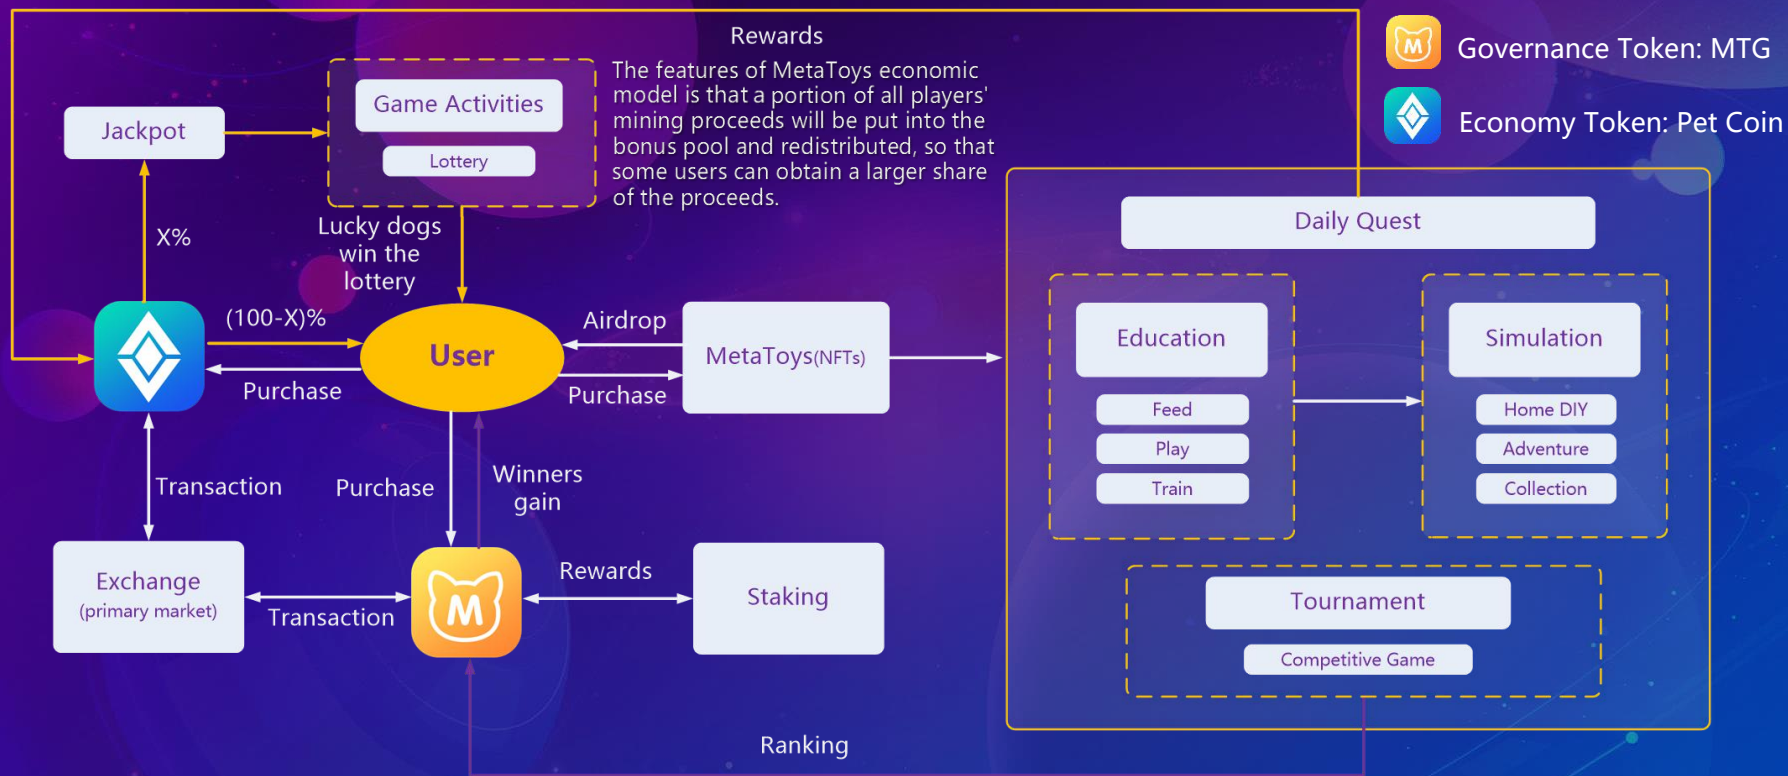 Rewards
The features of MetaToys economic
model is that a portion of all players'
mining proceeds will be put into the
bonus pool and redistributed, so that
some users can obtain a larger share
of the proceeds.
M
Governance Token: MTG
Economy Token: Pet Coin
Jackpot
Game Activities
Lottery
X%
Lucky dogs
win the
lottery
(100-X)%
Purchase
User
Airdrop
Purchase
MetaToys(NFTs)
Transaction
Purchase
Winners
gain
Exchange
(primary market)
Transaction
M
Rewards
Staking
Daily Quest
Education
Feed
Play
Train
Simulation
Home DIY
Adventure
Collection
Tournament
Competitive Game
Ranking